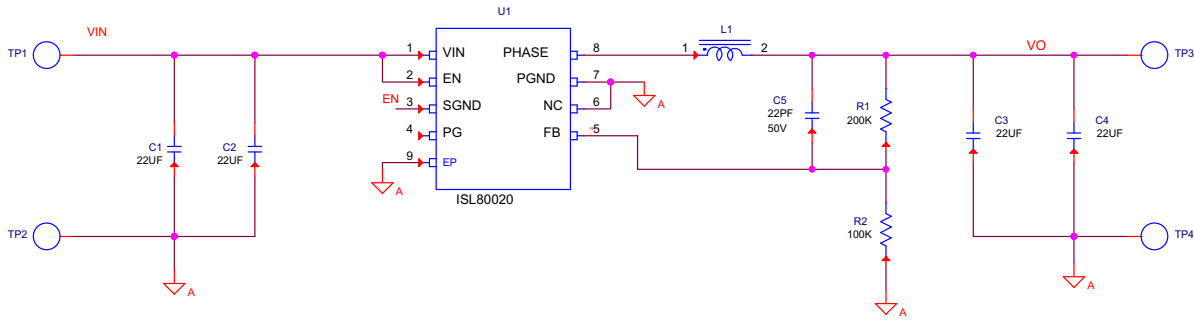 U1
VIN
L1
TP1
1 VIN
PHASE 8
1
2
VO
TP3
2 EN
PGND 7
A
EN
3 SGND
NC 6
C5
22PF
50V
R1
200K
4 PG
FB 5
C1
22UF
C2
22UF
C3
22UF
C4
22UF
9 EP
A
ISL80020
R2
100K
TP2
TP4
A
A
A